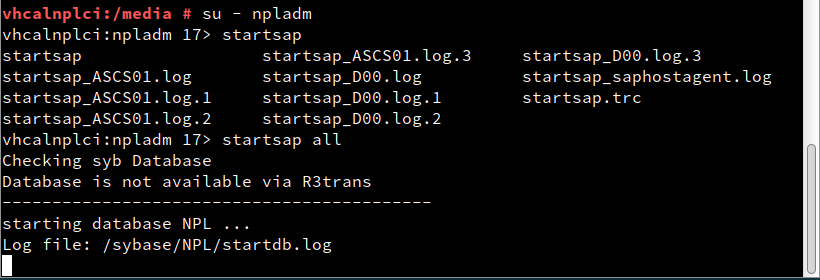 vhcalnplci:/media # su - npladm
vhcalnplci:npladm 17> startsap
startsap startsap_ASCS01.log.3 startsap_D00.log.3
startsap_ASCS01.log startsap_D00.log startsap_saphostagent.log
startsap_ASCS01.log.1 startsap_D00.log.1 startsap.trc
startsap_ASCS01.log.2 startsap_D00.log.2
vhcalnplci:npladm 17> startsap all
Checking syb Database
Database is not available via R3trans
-------------------------------------------
starting database NPL ...
Log file: /sybase/NPL/startdb.log